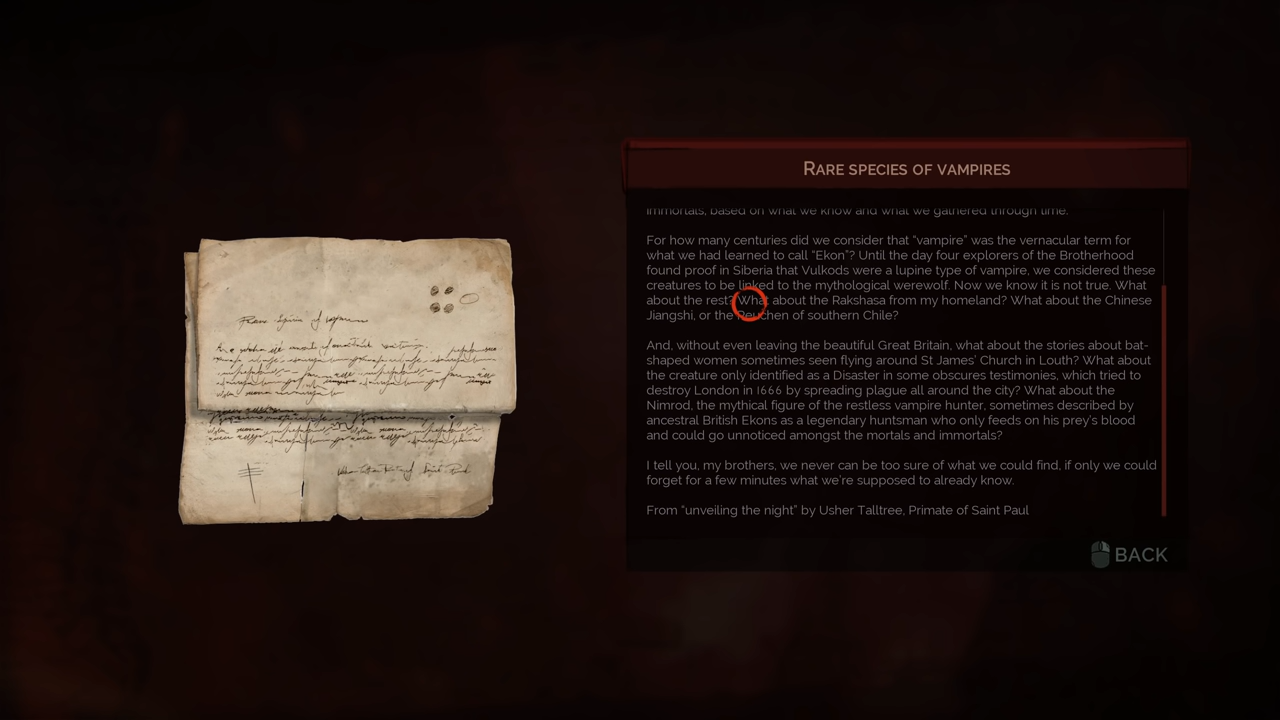 RARE SPECIES OF VAMPIRES
immortals, based on what we know and what we gathered through time.
For how many centuries did we consider that “vampire” was the vernacular term for
what we had learned to call “Ekon”? Until the day four explorers of the Brotherhood
found proof in Siberia that Vulkods were a lupine type of vampire, we considered these
creatures to be linked to the mythological werewolf. Now we know it is not true. What
about the rest? What about the Rakshasa from my homeland? What about the Chinese
Jiangshi, or the Peuchen of southern Chile?
And, without even leaving the beautiful Great Britain, what about the stories about bat-
shaped women sometimes seen flying around St James’ Church in Louth? What about
the creature only identified as a Disaster in some obscures testimonies, which tried to
destroy London in 1666 by spreading plague all around the city? What about the
Nimrod, the mythical figure of the restless vampire hunter, sometimes described by
ancestral British Ekons as a legendary huntsman who only feeds on his prey’s blood
and could go unnoticed amongst the mortals and immortals?
I tell you, my brothers, we never can be too sure of what we could find, if only we could
forget for a few minutes what we’re supposed to already know.
From “unveiling the night” by Usher Talltree, Primate of Saint Paul
BACK